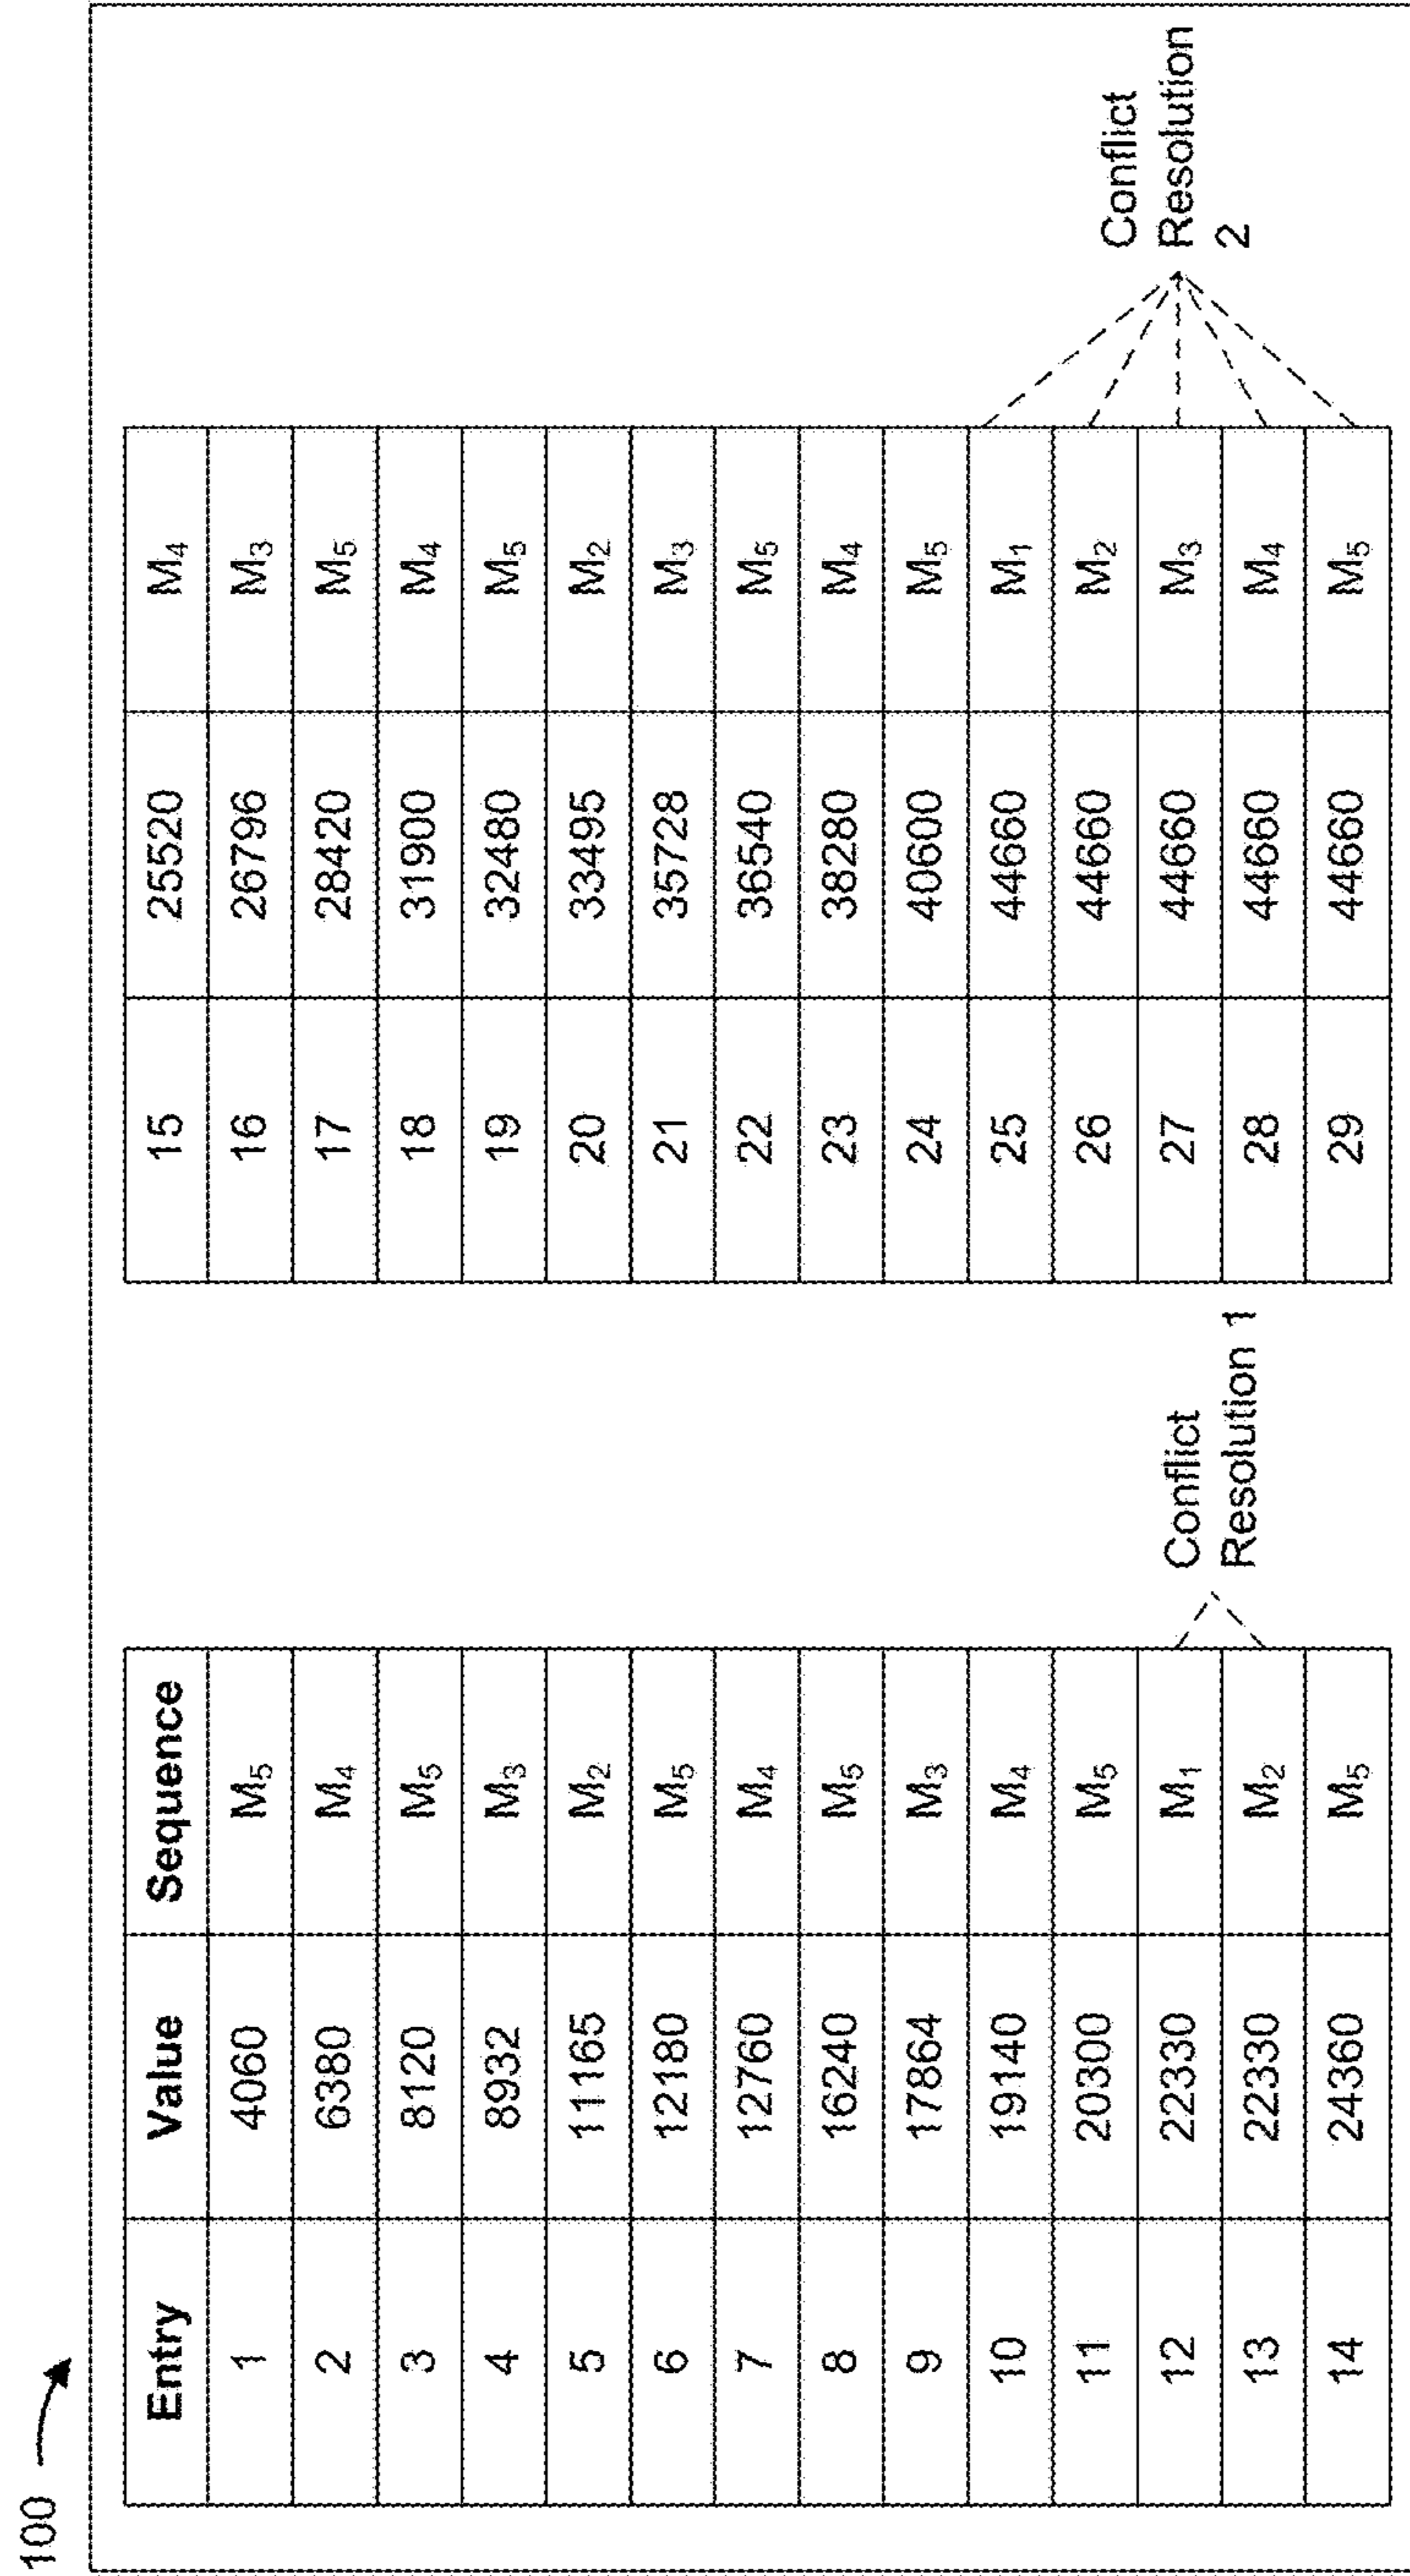 100
Entry Value Sequence
1 4060 M₅
2 6380 M₄
3 8120 M₅
4 8932 M₃
5 11165 M₂
6 12180 M₅
7 12760 M₄
8 16240 M₅
9 17864 M₃
10 19140 M₄
11 20300 M₅
12 22330 M₁
13 22330 M₂
14 24360 M₅
Conflict
Resolution 1
15 25520 M₄
16 26796 M₃
17 28420 M₅
18 31900 M₄
19 32480 M₅
20 33495 M₂
21 35728 M₃
22 36540 M₅
23 38280 M₄
24 40600 M₅
25 44660 M₁
26 44660 M₂
27 44660 M₃
28 44660 M₄
29 44660 M₅
Conflict
Resolution
2